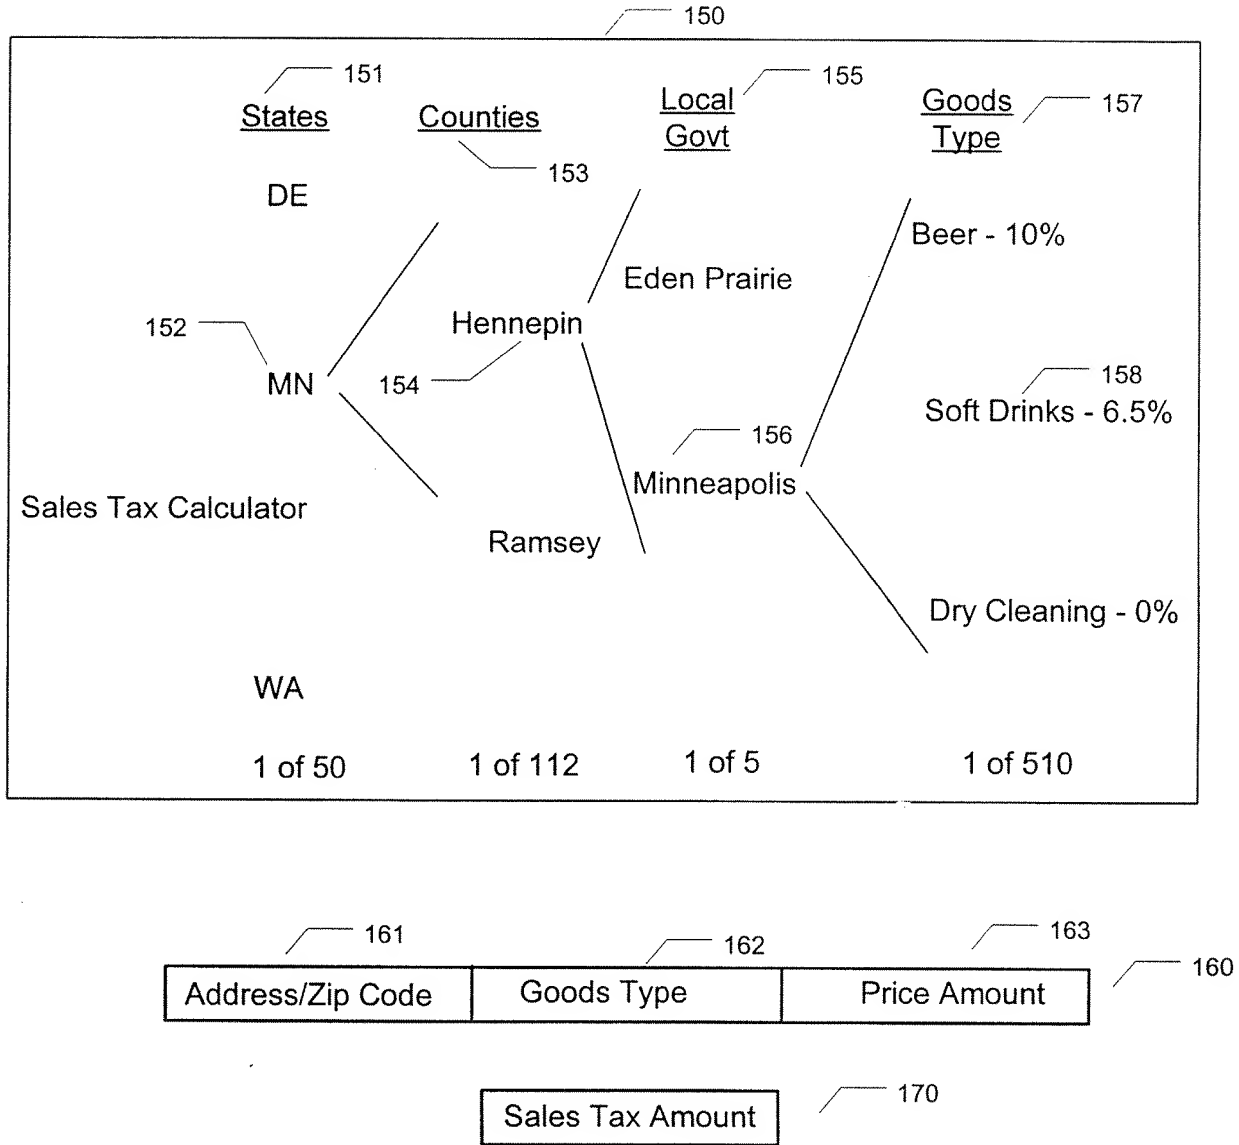 150
151
155
157
States
Counties
Local
Govt
Goods
Type
153
DE
Beer - 10%
Eden Prairie
152
Hennepin
MN
154
158
Soft Drinks - 6.5%
156
Minneapolis
Sales Tax Calculator
Ramsey
Dry Cleaning - 0%
WA
1 of 50
1 of 112
1 of 5
1 of 510
161
162
163
160
Address/Zip Code
Goods Type
Price Amount
170
Sales Tax Amount